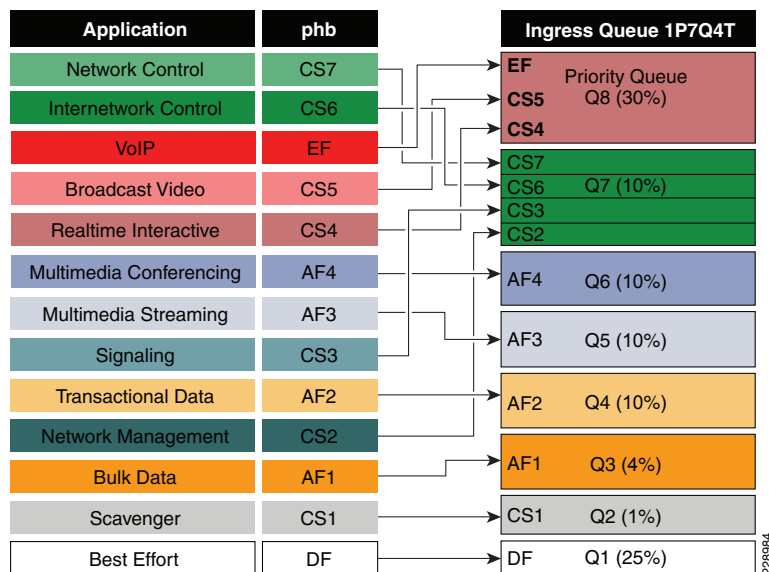 Application phb Ingress Queue 1P7Q4T
Network Control CS7
Internetwork Control CS6
VoIP EF
Broadcast Video CS5
Realtime Interactive CS4
Multimedia Conferencing AF4
Multimedia Streaming AF3
Signaling CS3
Transactional Data AF2
Network Management CS2
Bulk Data AF1
Scavenger CS1
Best Effort DF
EF
Priority Queue
CS5 Q8 (30%)
CS4
CS7
CS6 Q7 (10%)
CS3
CS2
AF4 Q6 (10%)
AF3 Q5 (10%)
AF2 Q4 (10%)
AF1 Q3 (4%)
CS1 Q2 (1%)
DF Q1 (25%)
228984